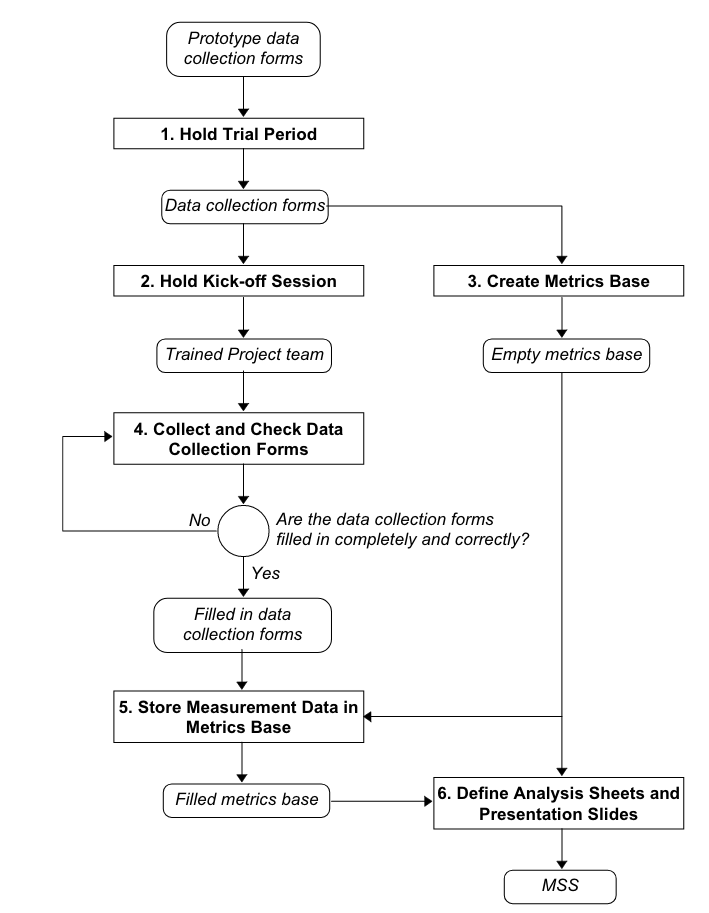 Prototype data
collection forms
1. Hold Trial Period
Data collection forms
2. Hold Kick-off Session
3. Create Metrics Base
Trained Project team
Empty metrics base
4. Collect and Check Data
Collection Forms
No
Are the data collection forms
filled in completely and correctly?
Yes
Filled in data
collection forms
5. Store Measurement Data in
Metrics Base
Filled metrics base
6. Define Analysis Sheets and
Presentation Slides
MSS